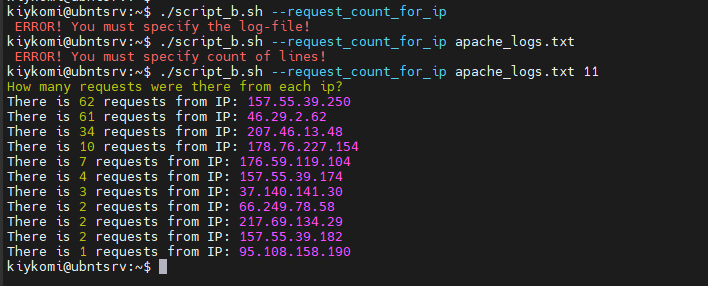 kiykomi@ubntsrv:~$ ./script_b.sh --request_count_for_ip
ERROR! You must specify the log-file!
kiykomi@ubntsrv:~$ ./script_b.sh --request_count_for_ip apache_logs.txt
ERROR! You must specify count of lines!
kiykomi@ubntsrv:~$ ./script_b.sh --request_count_for_ip apache_logs.txt 11
How many requests were there from each ip?
There is 62 requests from IP: 157.55.39.250
There is 61 requests from IP: 46.29.2.62
There is 34 requests from IP: 207.46.13.48
There is 10 requests from IP: 178.76.227.154
There is 7 requests from IP: 176.59.119.104
There is 4 requests from IP: 157.55.39.174
There is 3 requests from IP: 37.140.141.30
There is 2 requests from IP: 66.249.78.58
There is 2 requests from IP: 217.69.134.29
There is 2 requests from IP: 157.55.39.182
There is 1 requests from IP: 95.108.158.190
kiykomi@ubntsrv:~$